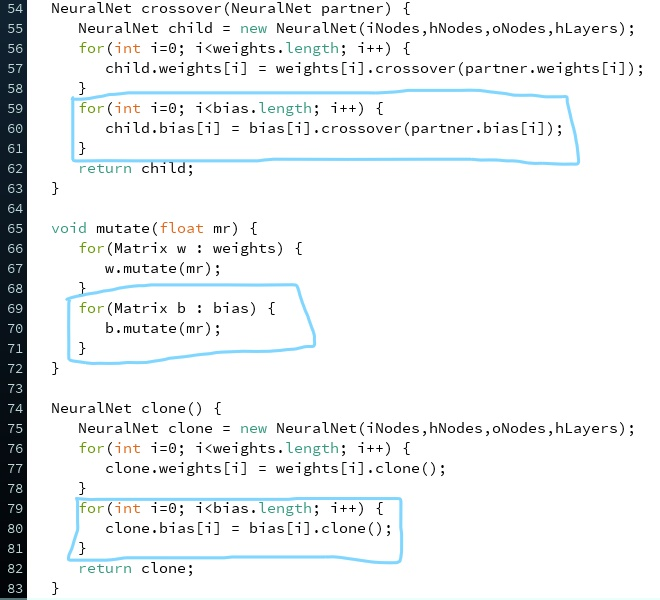 54 NeuralNet crossover(NeuralNet partner) {
55 NeuralNet child = new NeuralNet(iNodes,hNodes,oNodes,hLayers);
56 for(int i=0; i<weights.length; i++) {
57 child.weights[i] = weights[i].crossover(partner.weights[i]);
58 }
59 for(int i=0; i<bias.length; i++) {
60 child.bias[i] = bias[i].crossover(partner.bias[i]);
61 }
62 return child;
63 }
64
65 void mutate(float mr) {
66 for(Matrix w : weights) {
67 w.mutate(mr);
68 }
69 for(Matrix b : bias) {
70 b.mutate(mr);
71 }
72 }
73
74 NeuralNet clone() {
75 NeuralNet clone = new NeuralNet(iNodes,hNodes,oNodes,hLayers);
76 for(int i=0; i<weights.length; i++) {
77 clone.weights[i] = weights[i].clone();
78 }
79 for(int i=0; i<bias.length; i++) {
80 clone.bias[i] = bias[i].clone();
81 }
82 return clone;
83 }